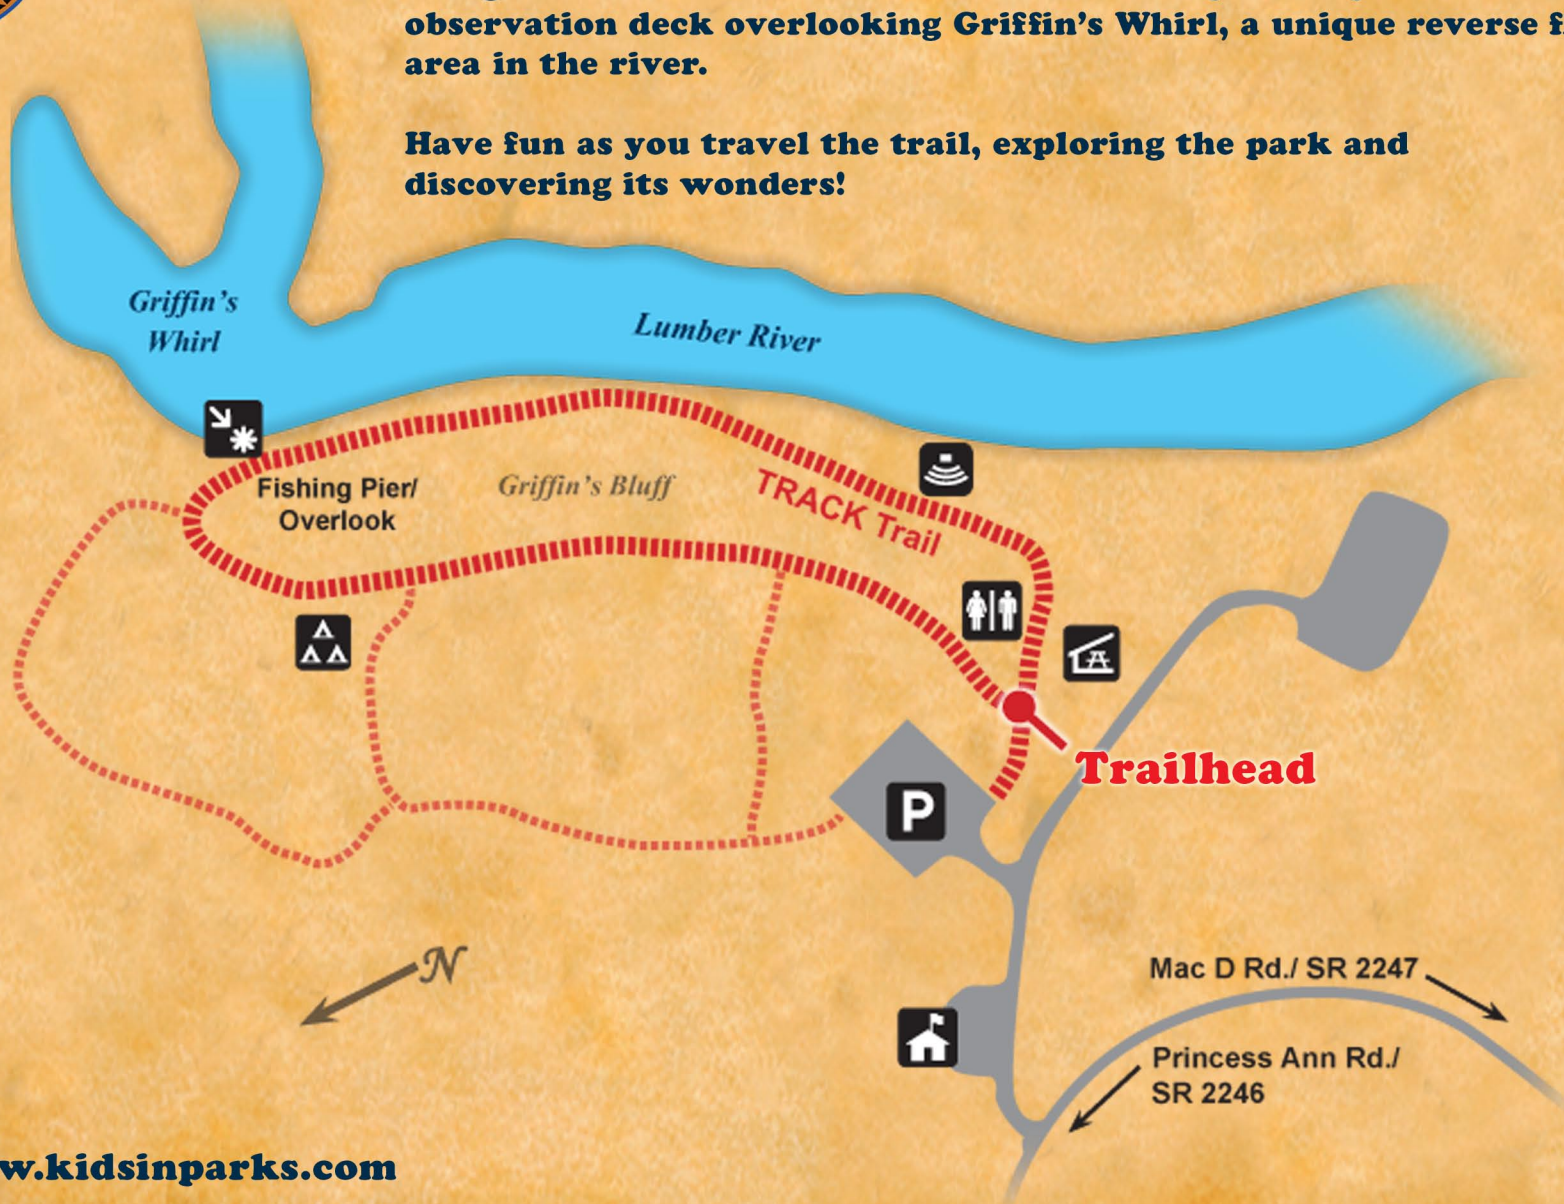 observation deck overlooking Griffin's Whirl, a unique reverse
area in the river.
Have fun as you travel the trail, exploring the park and
discovering its wonders!
Griffin's
Whirl
Lumber River
Fishing Pier/
Overlook
Griffin's Bluff
TRACK Trail
Trailhead
P
N
Mac D Rd./ SR 2247
Princess Ann Rd./
SR 2246
w.kidsinparks.com